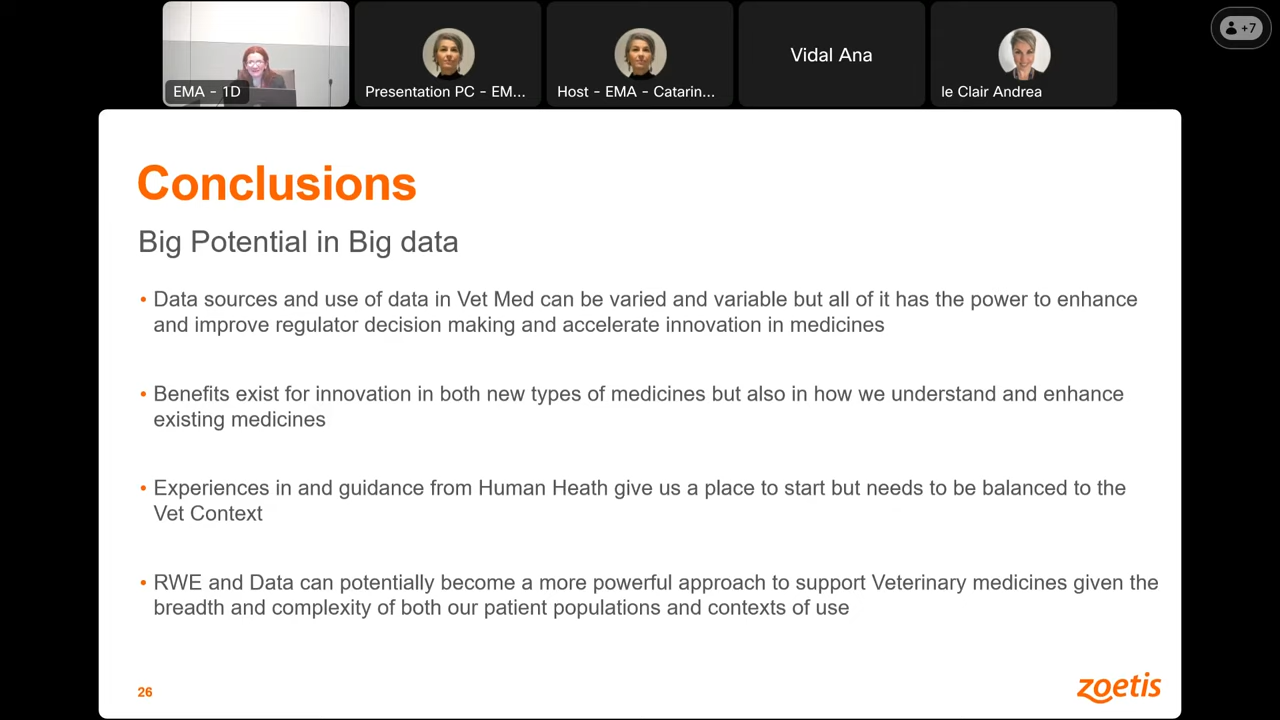 EMA - 1D
Presentation PC - EM...
Host - EMA - Catarin...
Vidal Ana
le Clair Andrea
+7
Conclusions
Big Potential in Big data
• Data sources and use of data in Vet Med can be varied and variable but all of it has the power to enhance
and improve regulator decision making and accelerate innovation in medicines
• Benefits exist for innovation in both new types of medicines but also in how we understand and enhance
existing medicines
• Experiences in and guidance from Human Heath give us a place to start but needs to be balanced to the
Vet Context
• RWE and Data can potentially become a more powerful approach to support Veterinary medicines given the
breadth and complexity of both our patient populations and contexts of use
26
zoetis